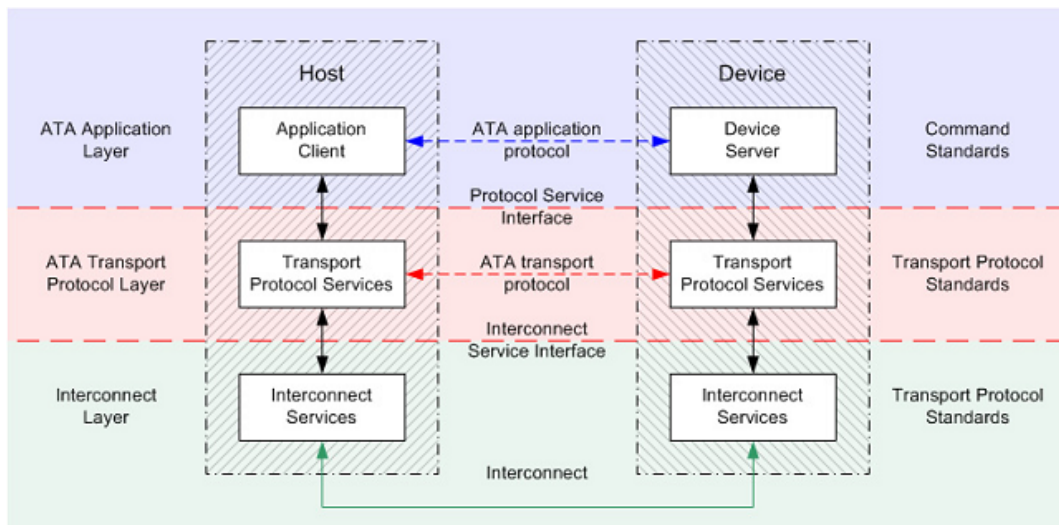 Host
Device
ATA Application
Layer
Application
Client
ATA application
protocol
Device
Server
Command
Standards
Protocol Service
Interface
ATA Transport
Protocol Layer
Transport
Protocol Services
ATA transport
protocol
Transport
Protocol Services
Transport Protocol
Standards
Interconnect
Service Interface
Interconnect
Layer
Interconnect
Services
Interconnect
Services
Transport Protocol
Standards
Interconnect